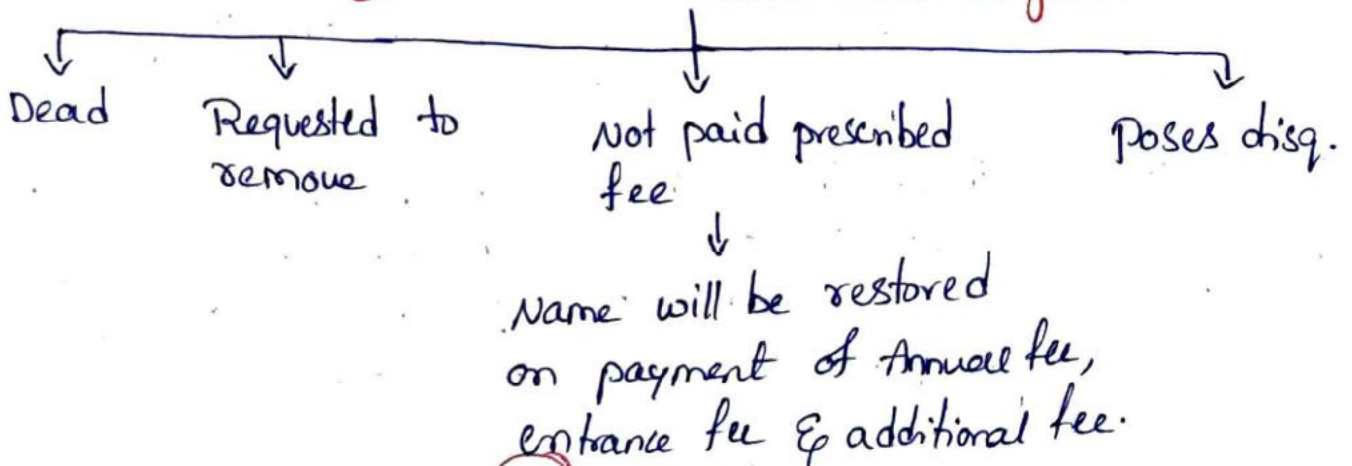 Dead
Requested to
remove
Not paid prescribed
fee
poses disq.
Name will be restored
on payment of Annual fee,
entrance fee & additional fee.